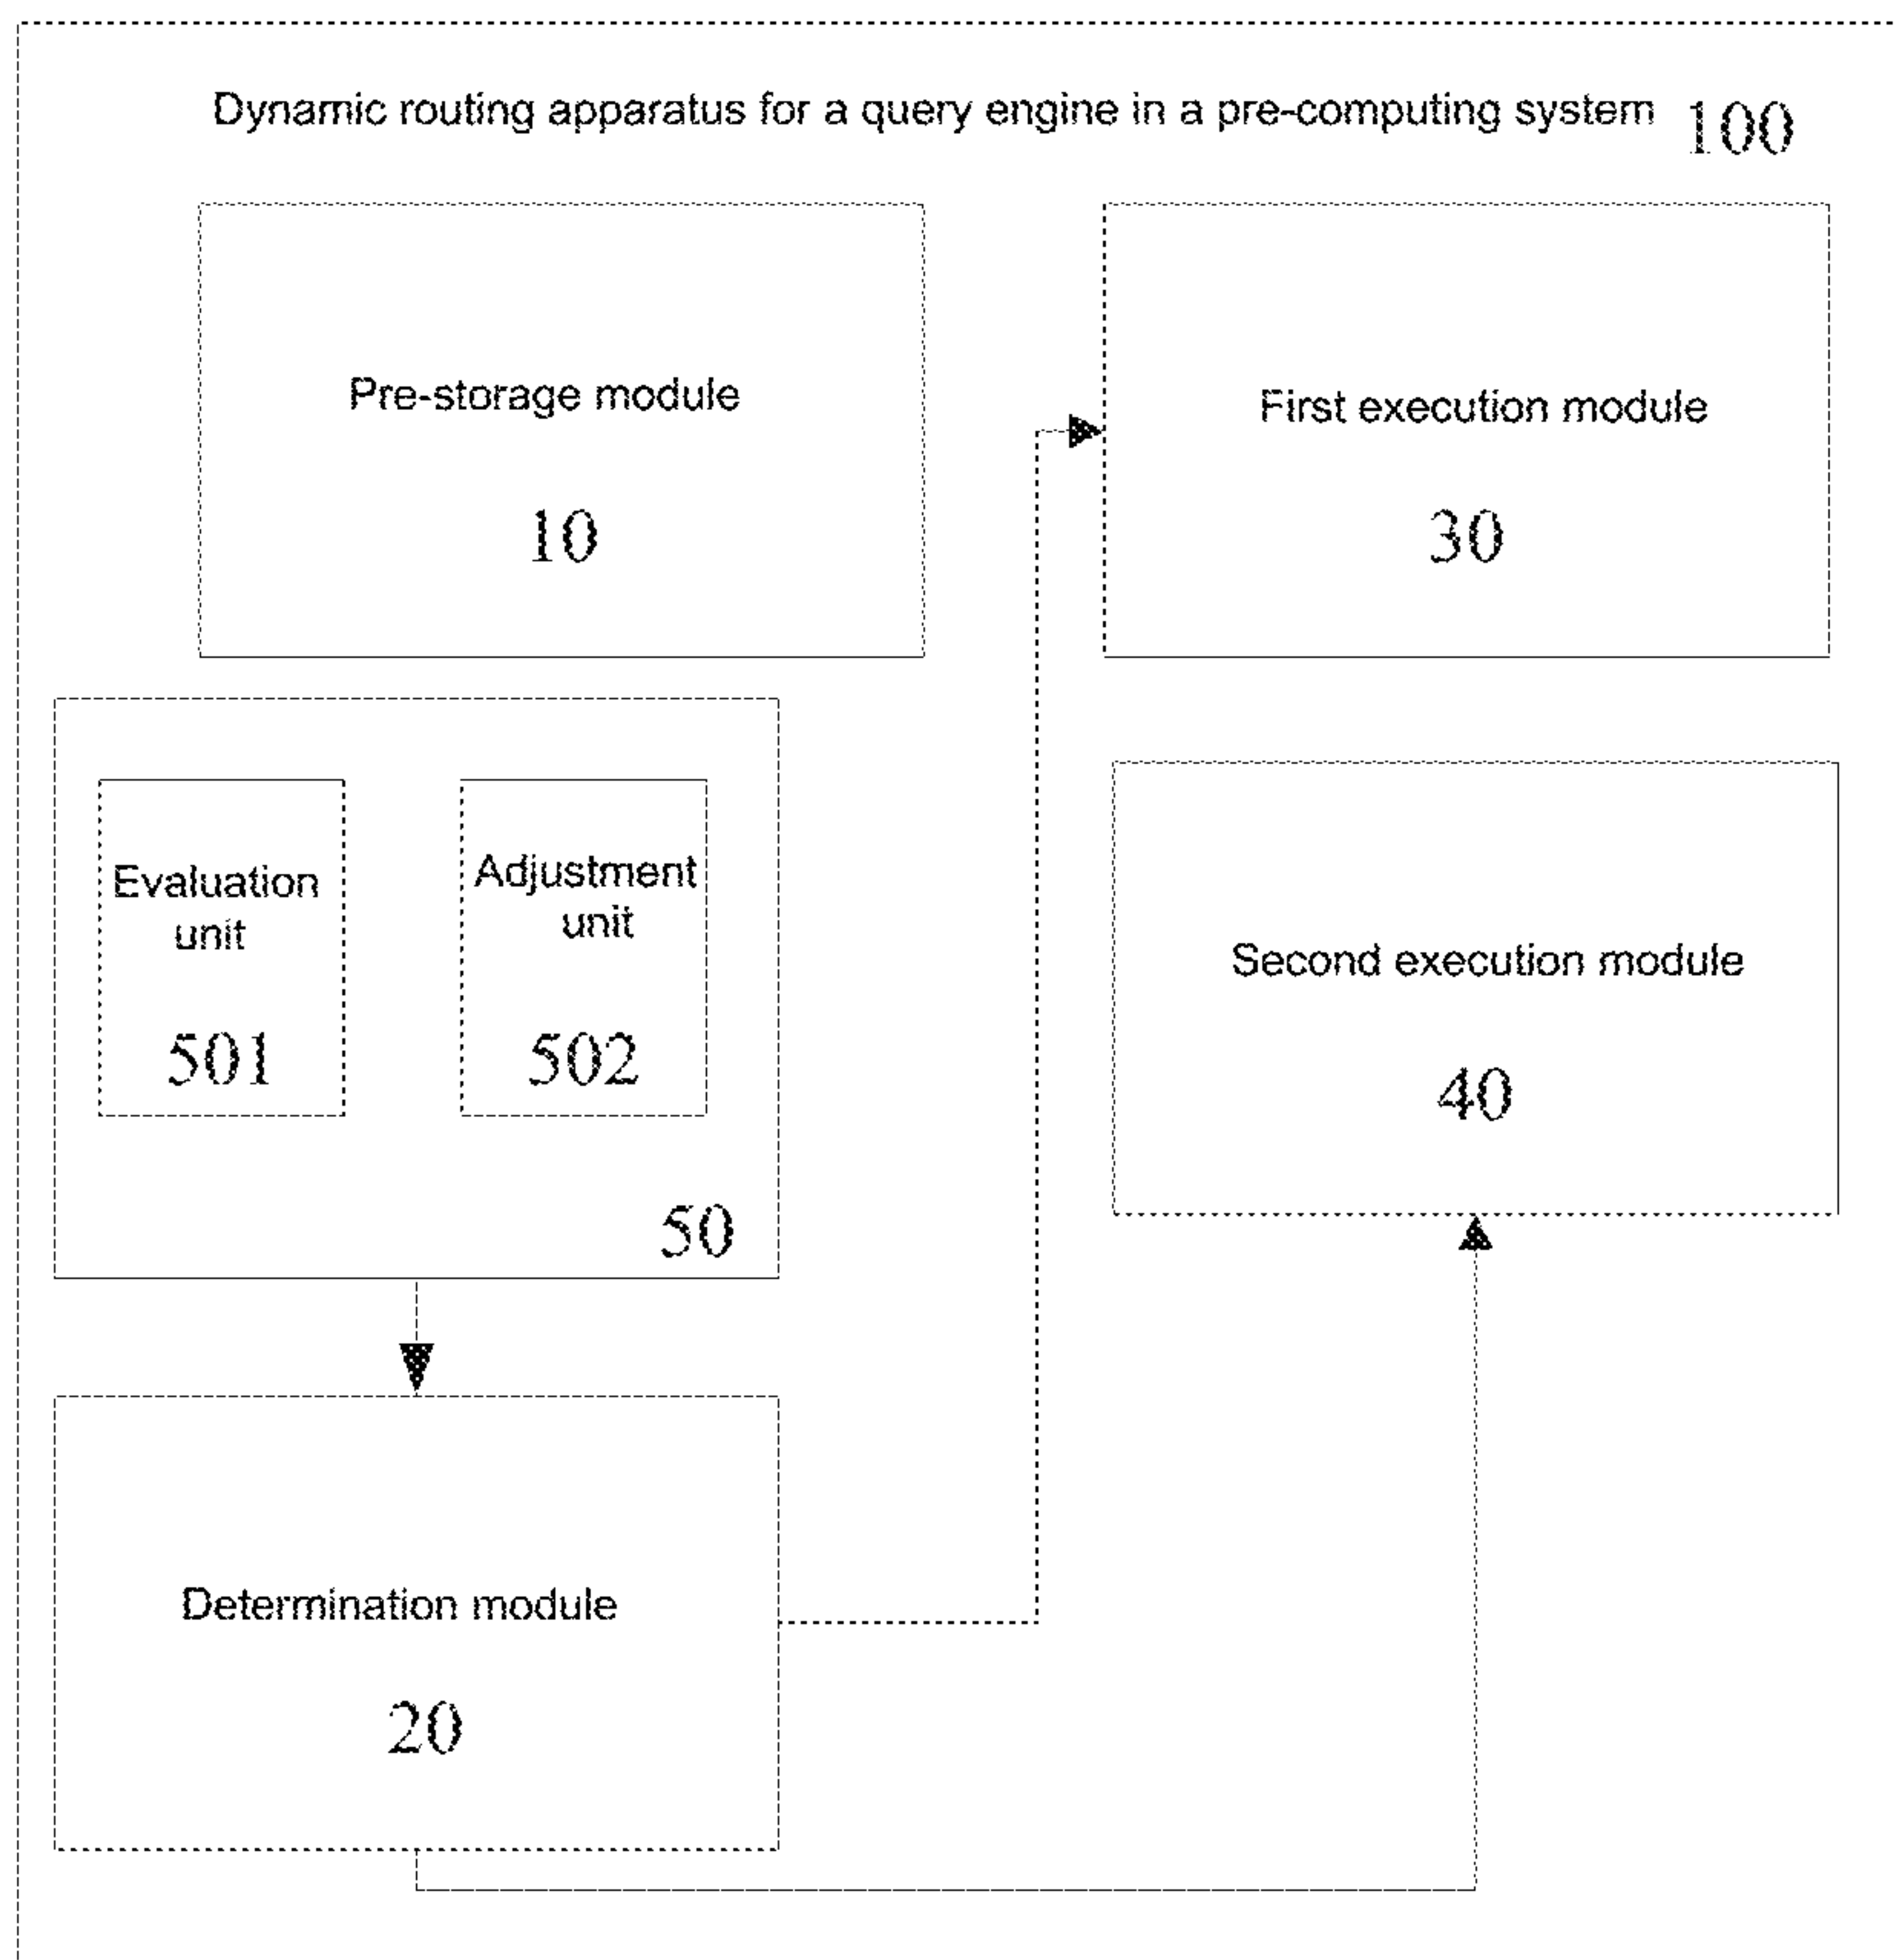 Dynamic routing apparatus for a query engine in a pre-computing system 100
Pre-storage module
10
First execution module
30
Evaluation
unit
501
Adjustment
unit
502
50
Second execution module
40
Determination module
20